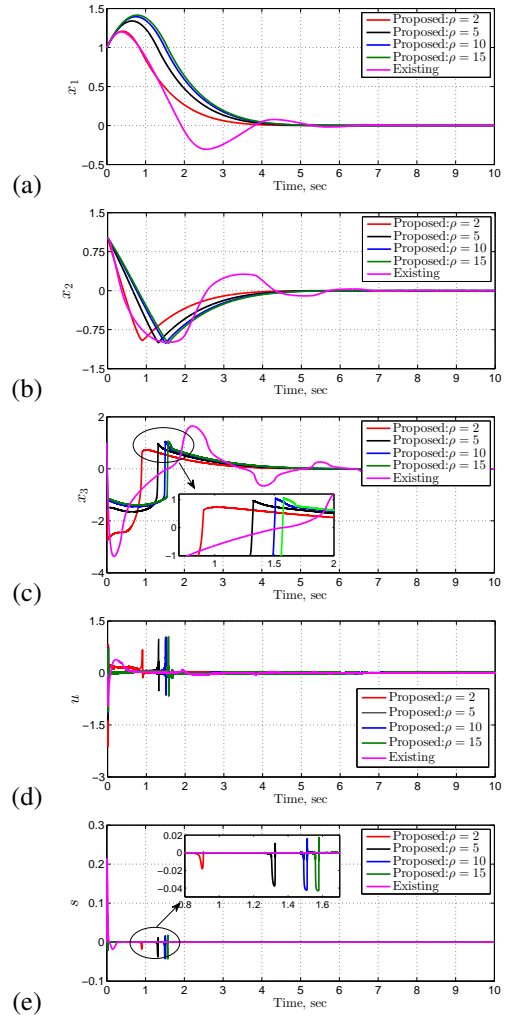 1.5
1
0.5
0
−0.5
x₁
Proposed:ρ = 2
Proposed:ρ = 5
Proposed:ρ = 10
Proposed:ρ = 15
Existing
0 1 2 3 4 5 6 7 8 9 10
Time, sec
(a)
1.5
0.75
0
−0.75
−1.5
x₂
Proposed:ρ = 2
Proposed:ρ = 5
Proposed:ρ = 10
Proposed:ρ = 15
Existing
0 1 2 3 4 5 6 7 8 9 10
Time, sec
(b)
2
0
−2
−4
x₃
Proposed:ρ = 2
Proposed:ρ = 5
Proposed:ρ = 10
Proposed:ρ = 15
Existing
1
0
−1
1 1.5 2
0 1 2 3 4 5 6 7 8 9 10
Time, sec
(c)
1.5
0
−1.5
−3
u
Proposed:ρ = 2
Proposed:ρ = 5
Proposed:ρ = 10
Proposed:ρ = 15
Existing
0 1 2 3 4 5 6 7 8 9 10
Time, sec
(d)
0.3
0.2
0.1
0
−0.1
s
0.02
0
−0.02
−0.04
0.8 1 1.2 1.4 1.6
Proposed:ρ = 2
Proposed:ρ = 5
Proposed:ρ = 10
Proposed:ρ = 15
Existing
0 1 2 3 4 5 6 7 8 9 10
Time, sec
(e)